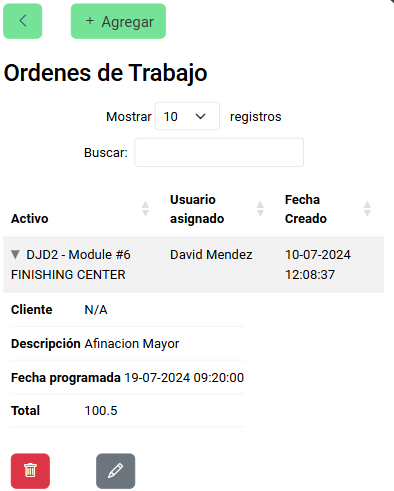 + Agregar
Ordenes de Trabajo
Mostrar 10 registros
Buscar:
Activo Usuario asignado Fecha Creado
DJD2 - Module #6 FINISHING CENTER David Mendez 10-07-2024 12:08:37
Cliente N/A
Descripción Afinacion Mayor
Fecha programada 19-07-2024 09:20:00
Total 100.5